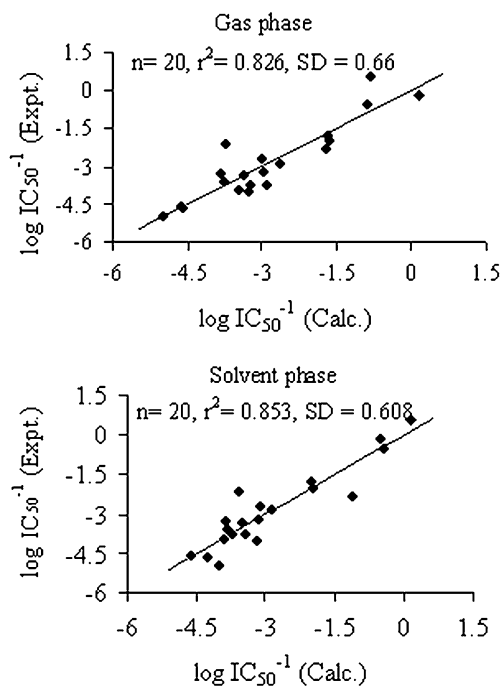 Gas phase
n= 20, r² = 0.826, SD = 0.66
1.5
0
-1.5
-3
-4.5
-6
log IC₅₀⁻¹ (Expt.)
-6 -4.5 -3 -1.5 0 1.5
log IC₅₀⁻¹ (Calc.)
Solvent phase
n= 20, r²= 0.853, SD = 0.608
1.5
0
-1.5
-3
-4.5
-6
log IC₅₀⁻¹ (Expt.)
-6 -4.5 -3 -1.5 0 1.5
log IC₅₀⁻¹ (Calc.)